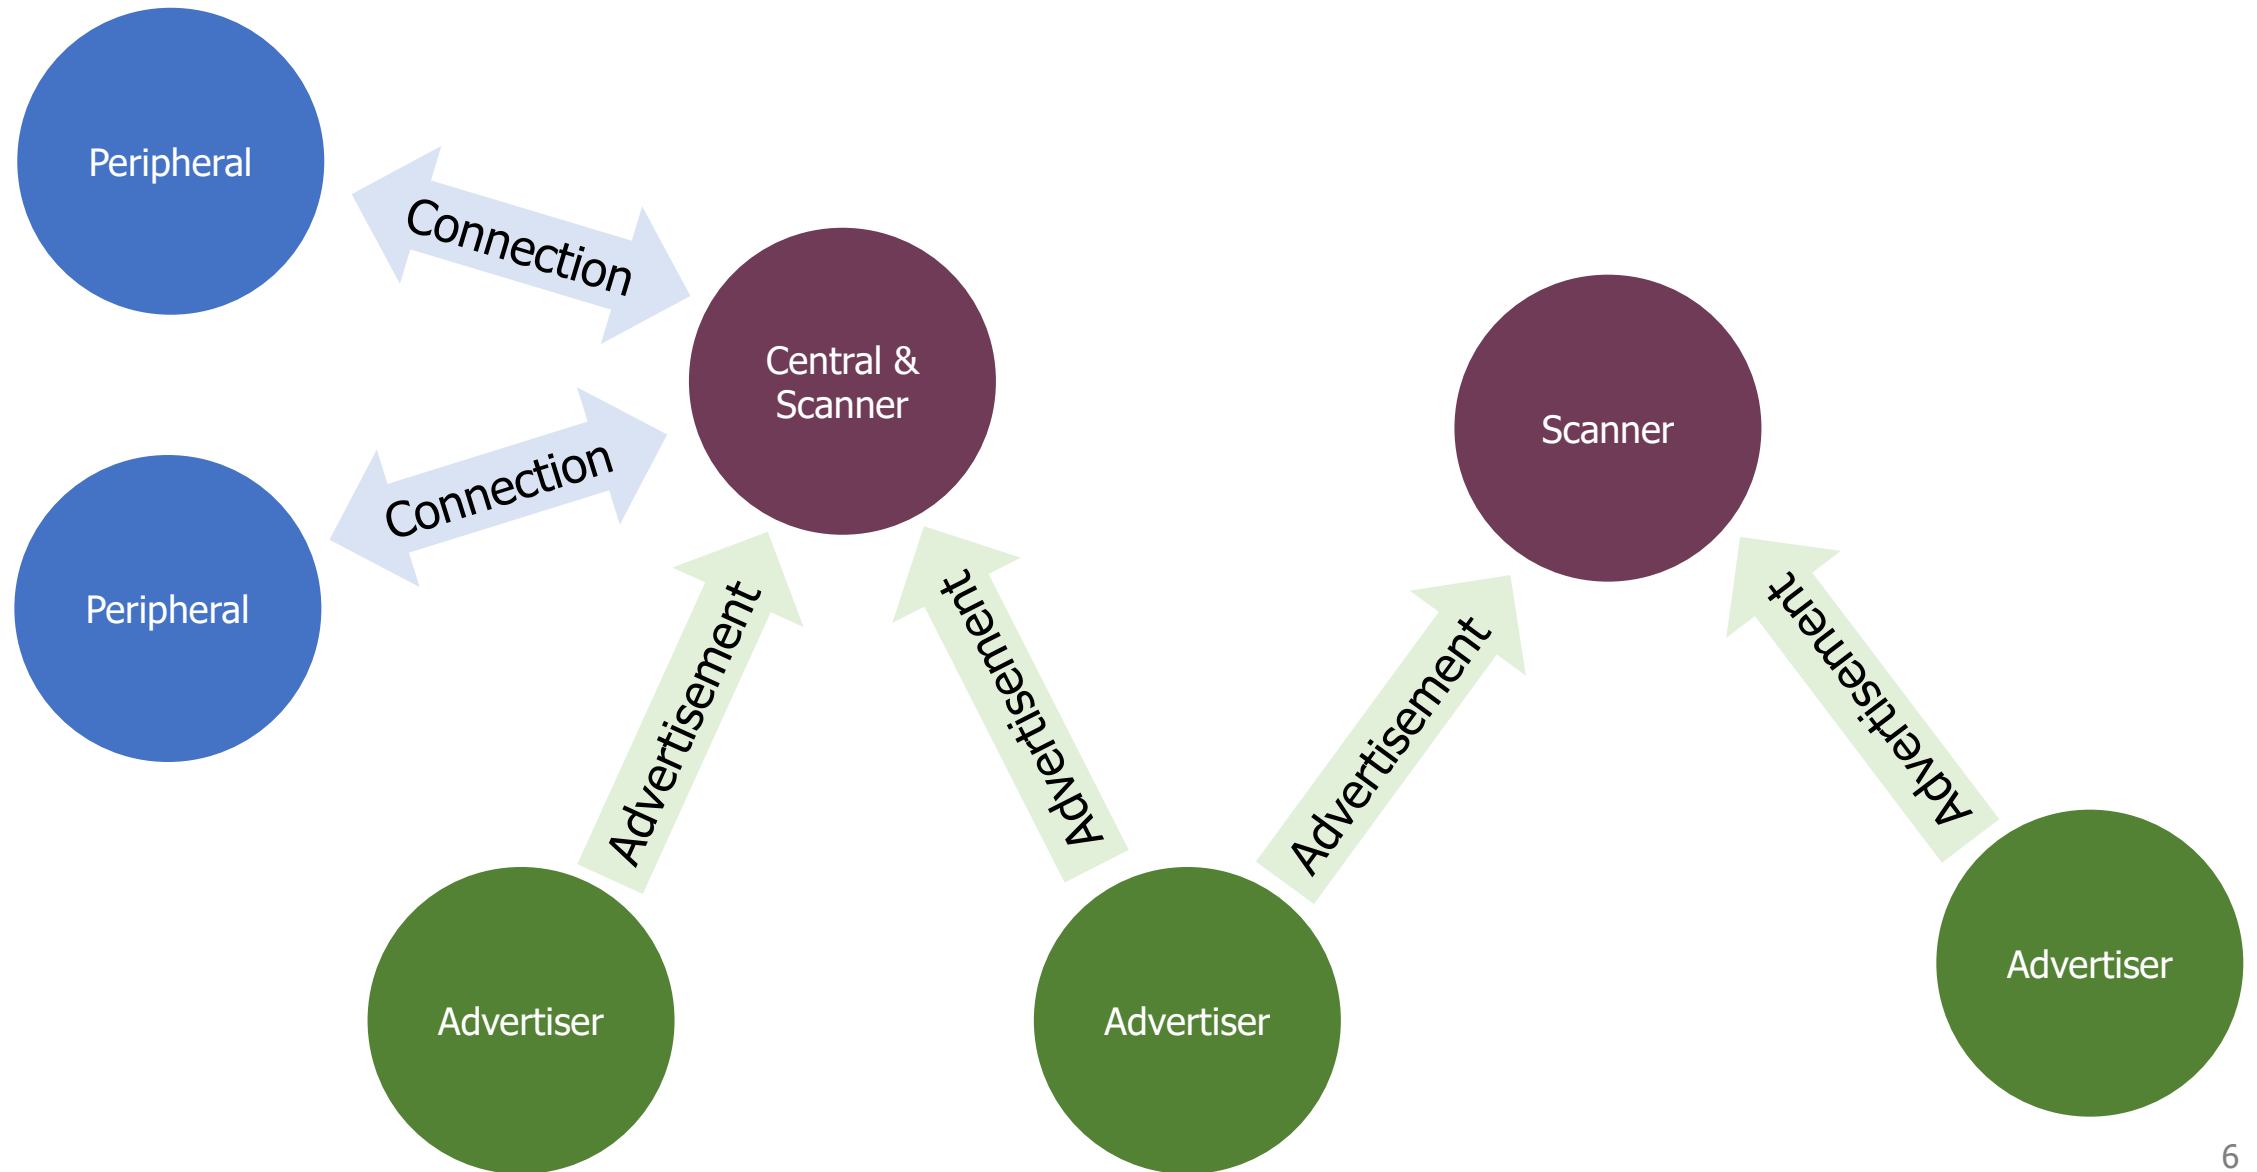 Peripheral
Connection
Central &
Scanner
Scanner
Connection
Peripheral
Advertisement
Advertisement
Advertisement
Advertisement
Advertiser
Advertiser
Advertiser
6